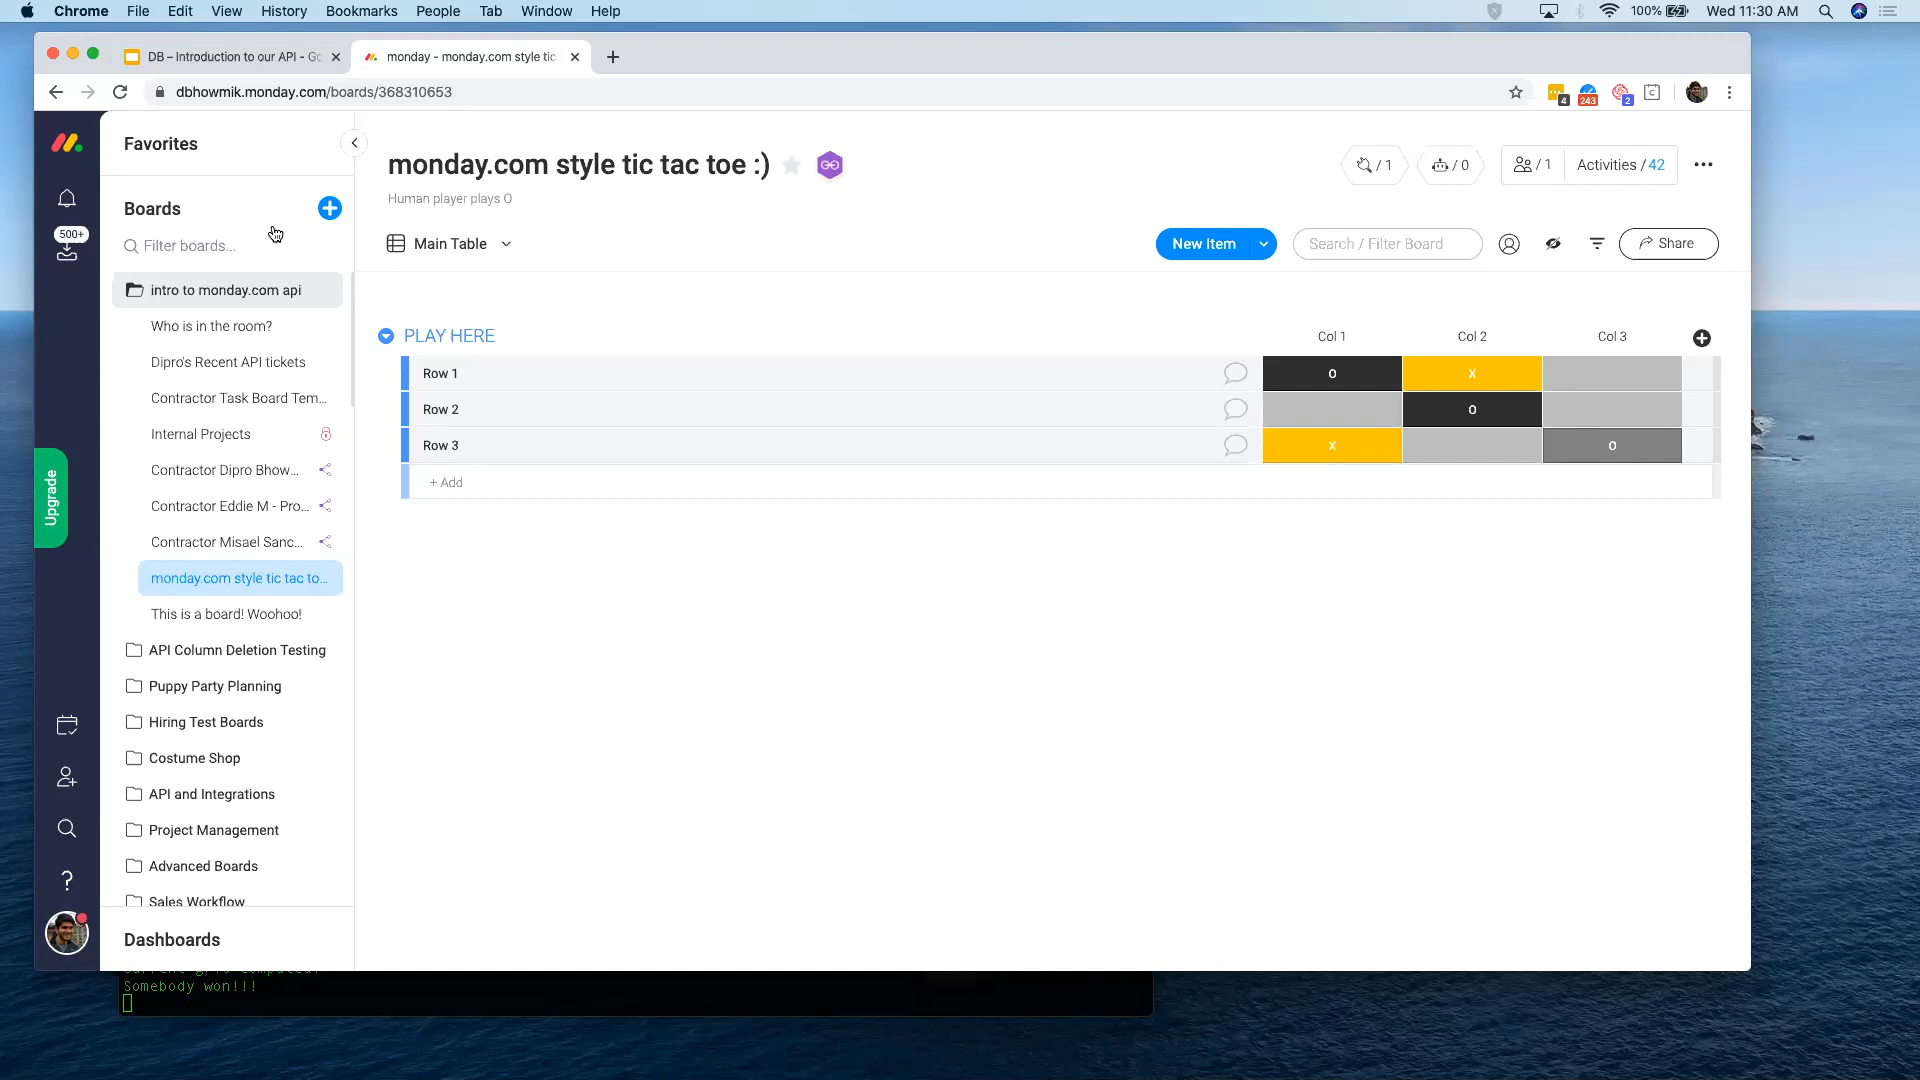 Chrome File Edit View History Bookmarks People Tab Window Help 100% Wed 11:30 AM
DB – Introduction to our API - Go
monday - monday.com style tic
dbhowmik.monday.com/boards/368310653
4
243
2
Favorites
Boards
Filter boards...
500+
intro to monday.com api
Who is in the room?
Dipro's Recent API tickets
Contractor Task Board Tem...
Internal Projects
Contractor Dipro Bhow...
Contractor Eddie M - Pro...
Contractor Misael Sanc...
monday.com style tic tac to...
This is a board! Woohoo!
API Column Deletion Testing
Puppy Party Planning
Hiring Test Boards
Costume Shop
API and Integrations
Project Management
Advanced Boards
Sales Workflow
Dashboards
Upgrade
monday.com style tic tac toe :)
Human player plays O
/ 1
/ 0
/ 1
Activities / 42
Main Table
New Item
Search / Filter Board
Share
PLAY HERE Col 1 Col 2 Col 3
Row 1 O X
Row 2 O
Row 3 X O
+ Add
Somebody won!!!